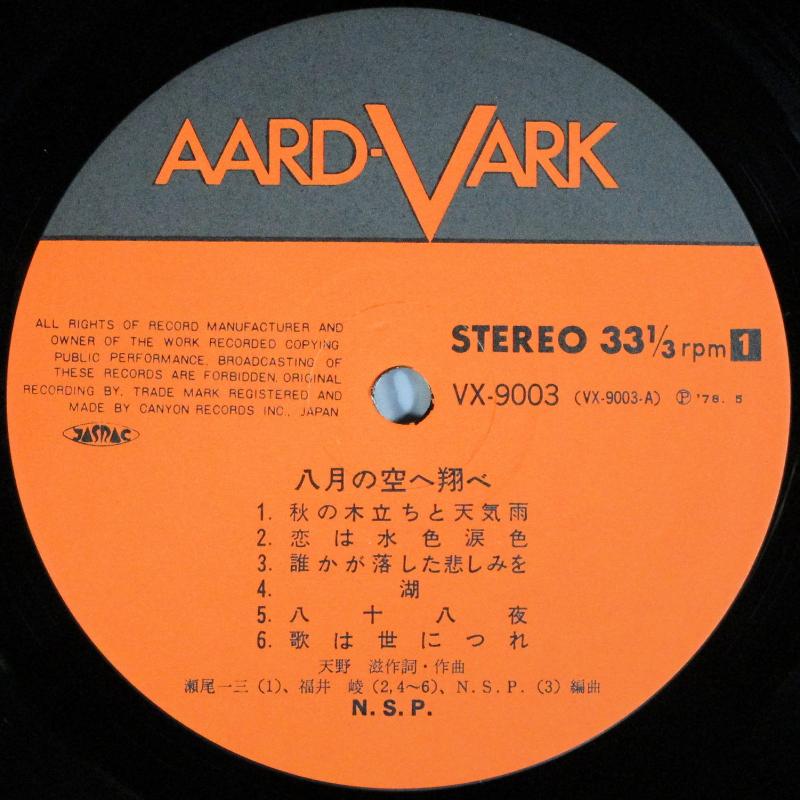 AARD-VARK
ALL RIGHTS OF RECORD MANUFACTURER AND
OWNER OF THE WORK RECORDED COPYING
PUBLIC PERFORMANCE, BROADCASTING OF
THESE RECORDS ARE FORBIDDEN. ORIGINAL
RECORDING BY, TRADE MARK REGISTERED AND
MADE BY CANYON RECORDS INC., JAPAN
JASRAC
STEREO 33⅓ rpm 1
VX-9003 (VX-9003-A) Ⓟ '78. 5
八月の空へ翔べ
1. 秋の木立ちと天気雨
2. 恋は水色涙色
3. 誰かが落した悲しみを
4. 湖
5. 八十八夜
6. 歌は世につれ
天野 滋作詞・作曲
瀬尾一三(1)、福井 崚(2,4~6)、N.S.P.(3)編曲
N.S.P.